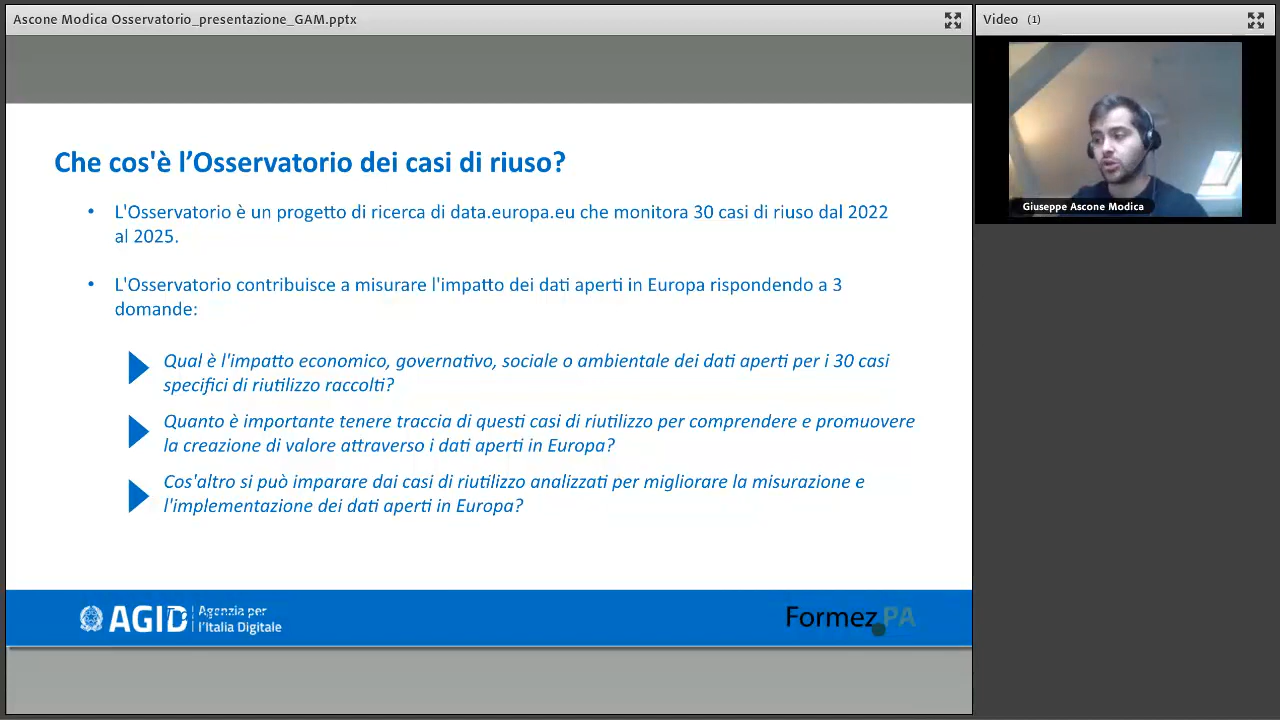 Ascone Modica Osservatorio_presentazione_GAM.pptx
Video (1)
Giuseppe Ascone Modica
Che cos'è l’Osservatorio dei casi di riuso?
• L'Osservatorio è un progetto di ricerca di data.europa.eu che monitora 30 casi di riuso dal 2022
al 2025.
• L'Osservatorio contribuisce a misurare l'impatto dei dati aperti in Europa rispondendo a 3
domande:
Qual è l'impatto economico, governativo, sociale o ambientale dei dati aperti per i 30 casi
specifici di riutilizzo raccolti?
Quanto è importante tenere traccia di questi casi di riutilizzo per comprendere e promuovere
la creazione di valore attraverso i dati aperti in Europa?
Cos'altro si può imparare dai casi di riutilizzo analizzati per migliorare la misurazione e
l'implementazione dei dati aperti in Europa?
AGID
Agenzia per
l'Italia Digitale
Formez PA